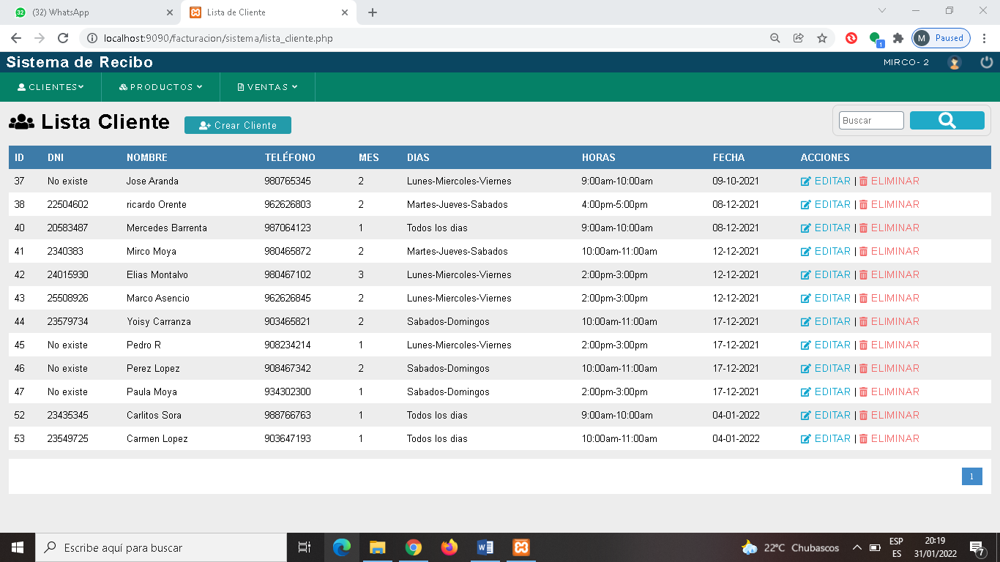 (32) WhatsApp
Lista de Cliente
localhost:9090/facturacion/sistema/lista_cliente.php
1
M Paused
Sistema de Recibo
MIRCO- 2
CLIENTES PRODUCTOS VENTAS
Lista Cliente
Crear Cliente
Buscar
ID DNI NOMBRE TELÉFONO MES DIAS HORAS FECHA ACCIONES
37 No existe Jose Aranda 980765345 2 Lunes-Miercoles-Viernes 9:00am-10:00am 09-10-2021 EDITAR | ELIMINAR
38 22504602 ricardo Orente 962626803 2 Martes-Jueves-Sabados 4:00pm-5:00pm 08-12-2021 EDITAR | ELIMINAR
40 20583487 Mercedes Barrenta 987064123 1 Todos los dias 9:00am-10:00am 08-12-2021 EDITAR | ELIMINAR
41 2340383 Mirco Moya 980465872 2 Martes-Jueves-Sabados 10:00am-11:00am 12-12-2021 EDITAR | ELIMINAR
42 24015930 Elias Montalvo 980467102 3 Lunes-Miercoles-Viernes 2:00pm-3:00pm 12-12-2021 EDITAR | ELIMINAR
43 25508926 Marco Asencio 962626845 2 Lunes-Miercoles-Viernes 2:00pm-3:00pm 12-12-2021 EDITAR | ELIMINAR
44 23579734 Yoisy Carranza 903465821 2 Sabados-Domingos 10:00am-11:00am 17-12-2021 EDITAR | ELIMINAR
45 No existe Pedro R 908234214 1 Lunes-Miercoles-Viernes 2:00pm-3:00pm 17-12-2021 EDITAR | ELIMINAR
46 No existe Perez Lopez 908467342 2 Sabados-Domingos 10:00am-11:00am 17-12-2021 EDITAR | ELIMINAR
47 No existe Paula Moya 934302300 1 Sabados-Domingos 2:00pm-3:00pm 17-12-2021 EDITAR | ELIMINAR
52 23435345 Carlitos Sora 988766763 1 Todos los dias 9:00am-10:00am 04-01-2022 EDITAR | ELIMINAR
53 23549725 Carmen Lopez 903647193 1 Todos los dias 10:00am-11:00am 04-01-2022 EDITAR | ELIMINAR
1
Escribe aquí para buscar
22°C Chubascos
ESP
ES
20:19
31/01/2022
7